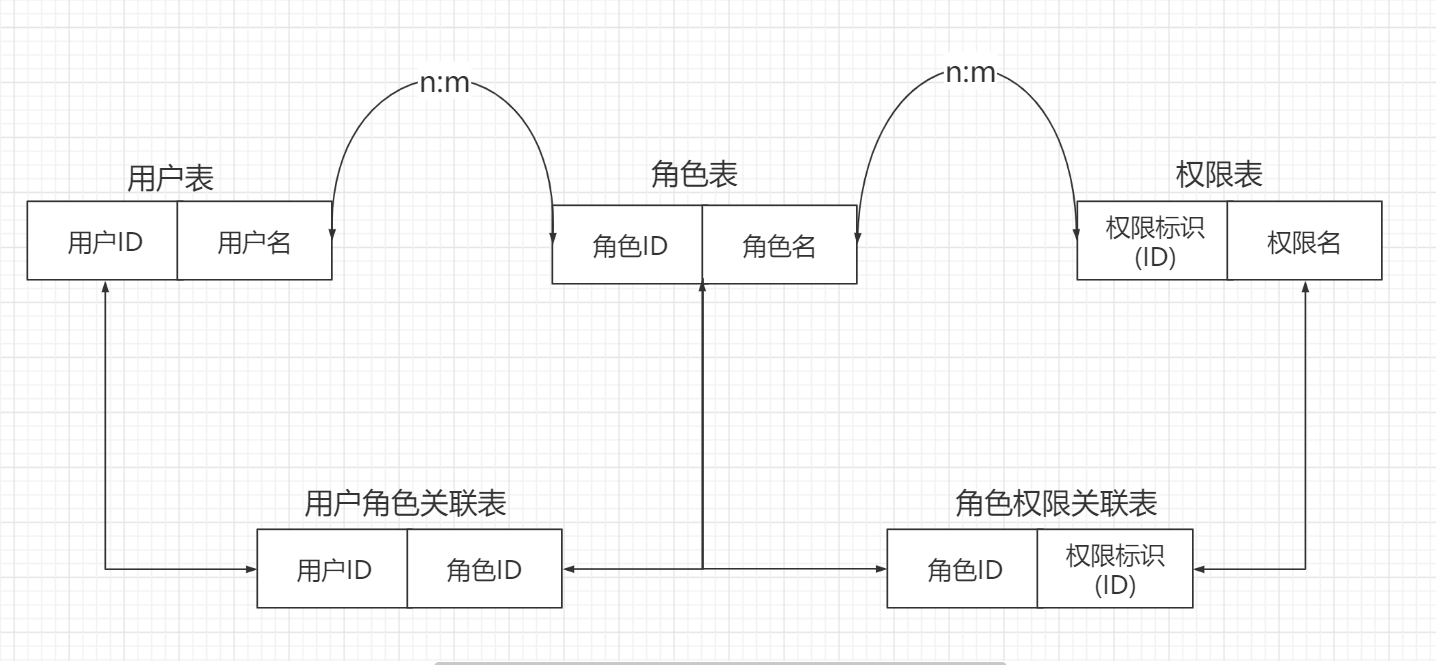 n:m
n:m
用户表
角色表
权限表
用户ID
用户名
角色ID
角色名
权限标识
(ID)
权限名
用户角色关联表
角色权限关联表
用户ID
角色ID
角色ID
权限标识
(ID)